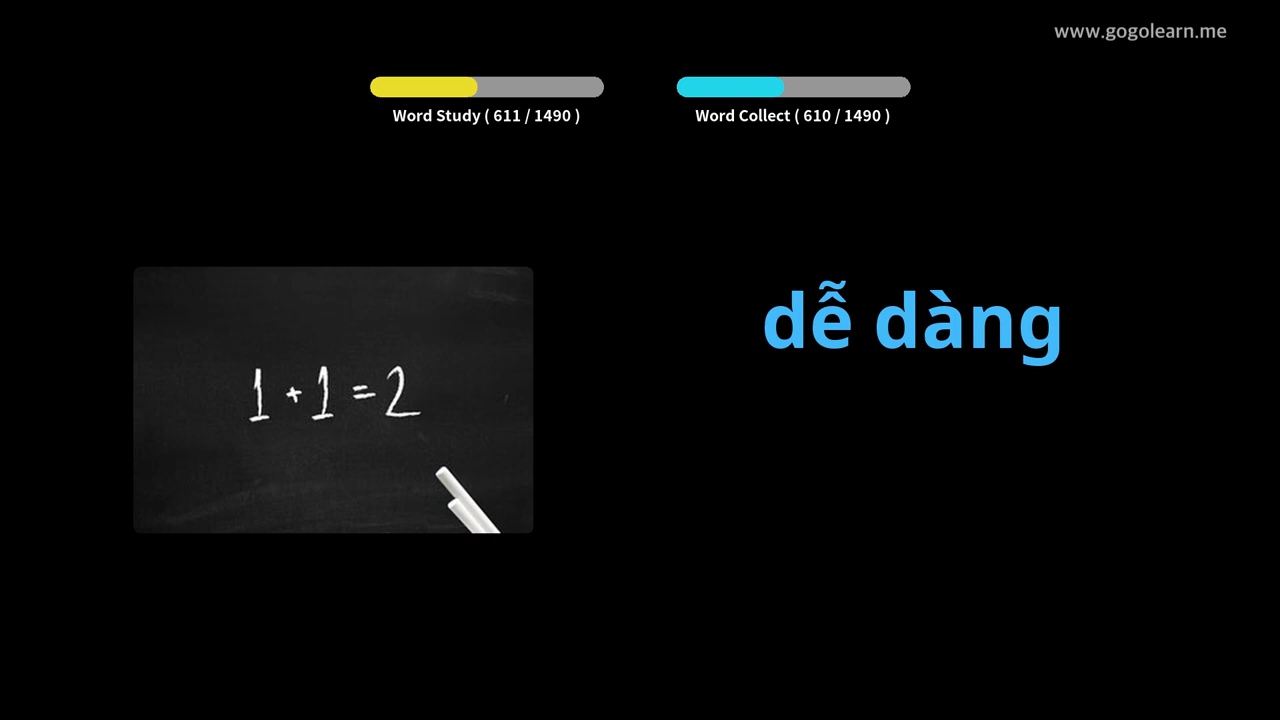 www.gogolearn.me
Word Study ( 611 / 1490 )
Word Collect ( 610 / 1490 )
dễ dàng
1 + 1 = 2